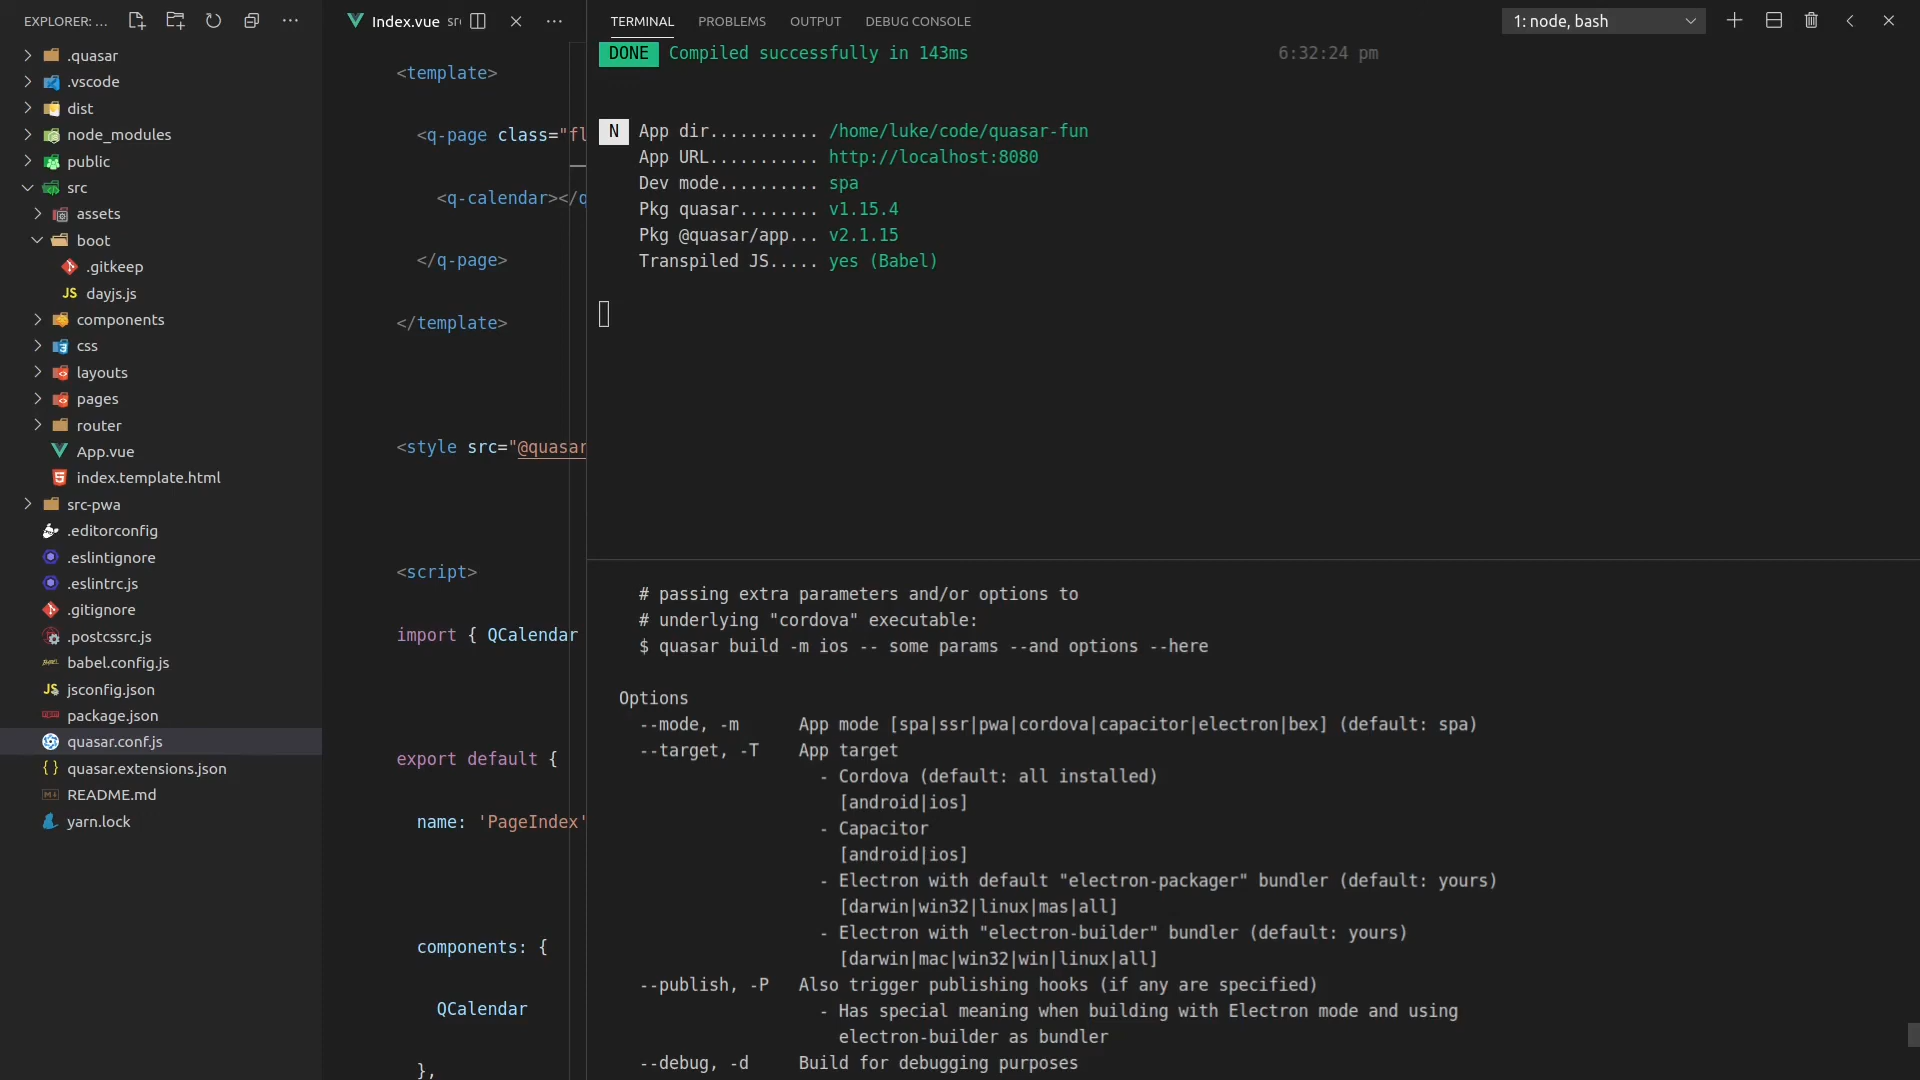 EXPLORER: ...
.quasar
.vscode
dist
node_modules
public
src
assets
boot
.gitkeep
JS dayjs.js
components
css
layouts
pages
router
App.vue
index.template.html
src-pwa
.editorconfig
.eslintignore
.eslintrc.js
.gitignore
.postcssrc.js
babel.config.js
JS jsconfig.json
package.json
quasar.conf.js
{ } quasar.extensions.json
README.md
yarn.lock
Index.vue
<template>
<q-page class="fl
<q-calendar></q
</q-page>
</template>
<style src="@quasar
<script>
import { QCalendar
export default {
name: 'PageIndex'
components: {
QCalendar
},
TERMINAL PROBLEMS OUTPUT DEBUG CONSOLE
1: node, bash
DONE Compiled successfully in 143ms 6:32:24 pm
N App dir........... /home/luke/code/quasar-fun
App URL........... http://localhost:8080
Dev mode.......... spa
Pkg quasar........ v1.15.4
Pkg @quasar/app... v2.1.15
Transpiled JS..... yes (Babel)
# passing extra parameters and/or options to
# underlying "cordova" executable:
$ quasar build -m ios -- some params --and options --here
Options
--mode, -m App mode [spa|ssr|pwa|cordova|capacitor|electron|bex] (default: spa)
--target, -T App target
- Cordova (default: all installed)
[android|ios]
- Capacitor
[android|ios]
- Electron with default "electron-packager" bundler (default: yours)
[darwin|win32|linux|mas|all]
- Electron with "electron-builder" bundler (default: yours)
[darwin|mac|win32|win|linux|all]
--publish, -P Also trigger publishing hooks (if any are specified)
- Has special meaning when building with Electron mode and using
electron-builder as bundler
--debug, -d Build for debugging purposes